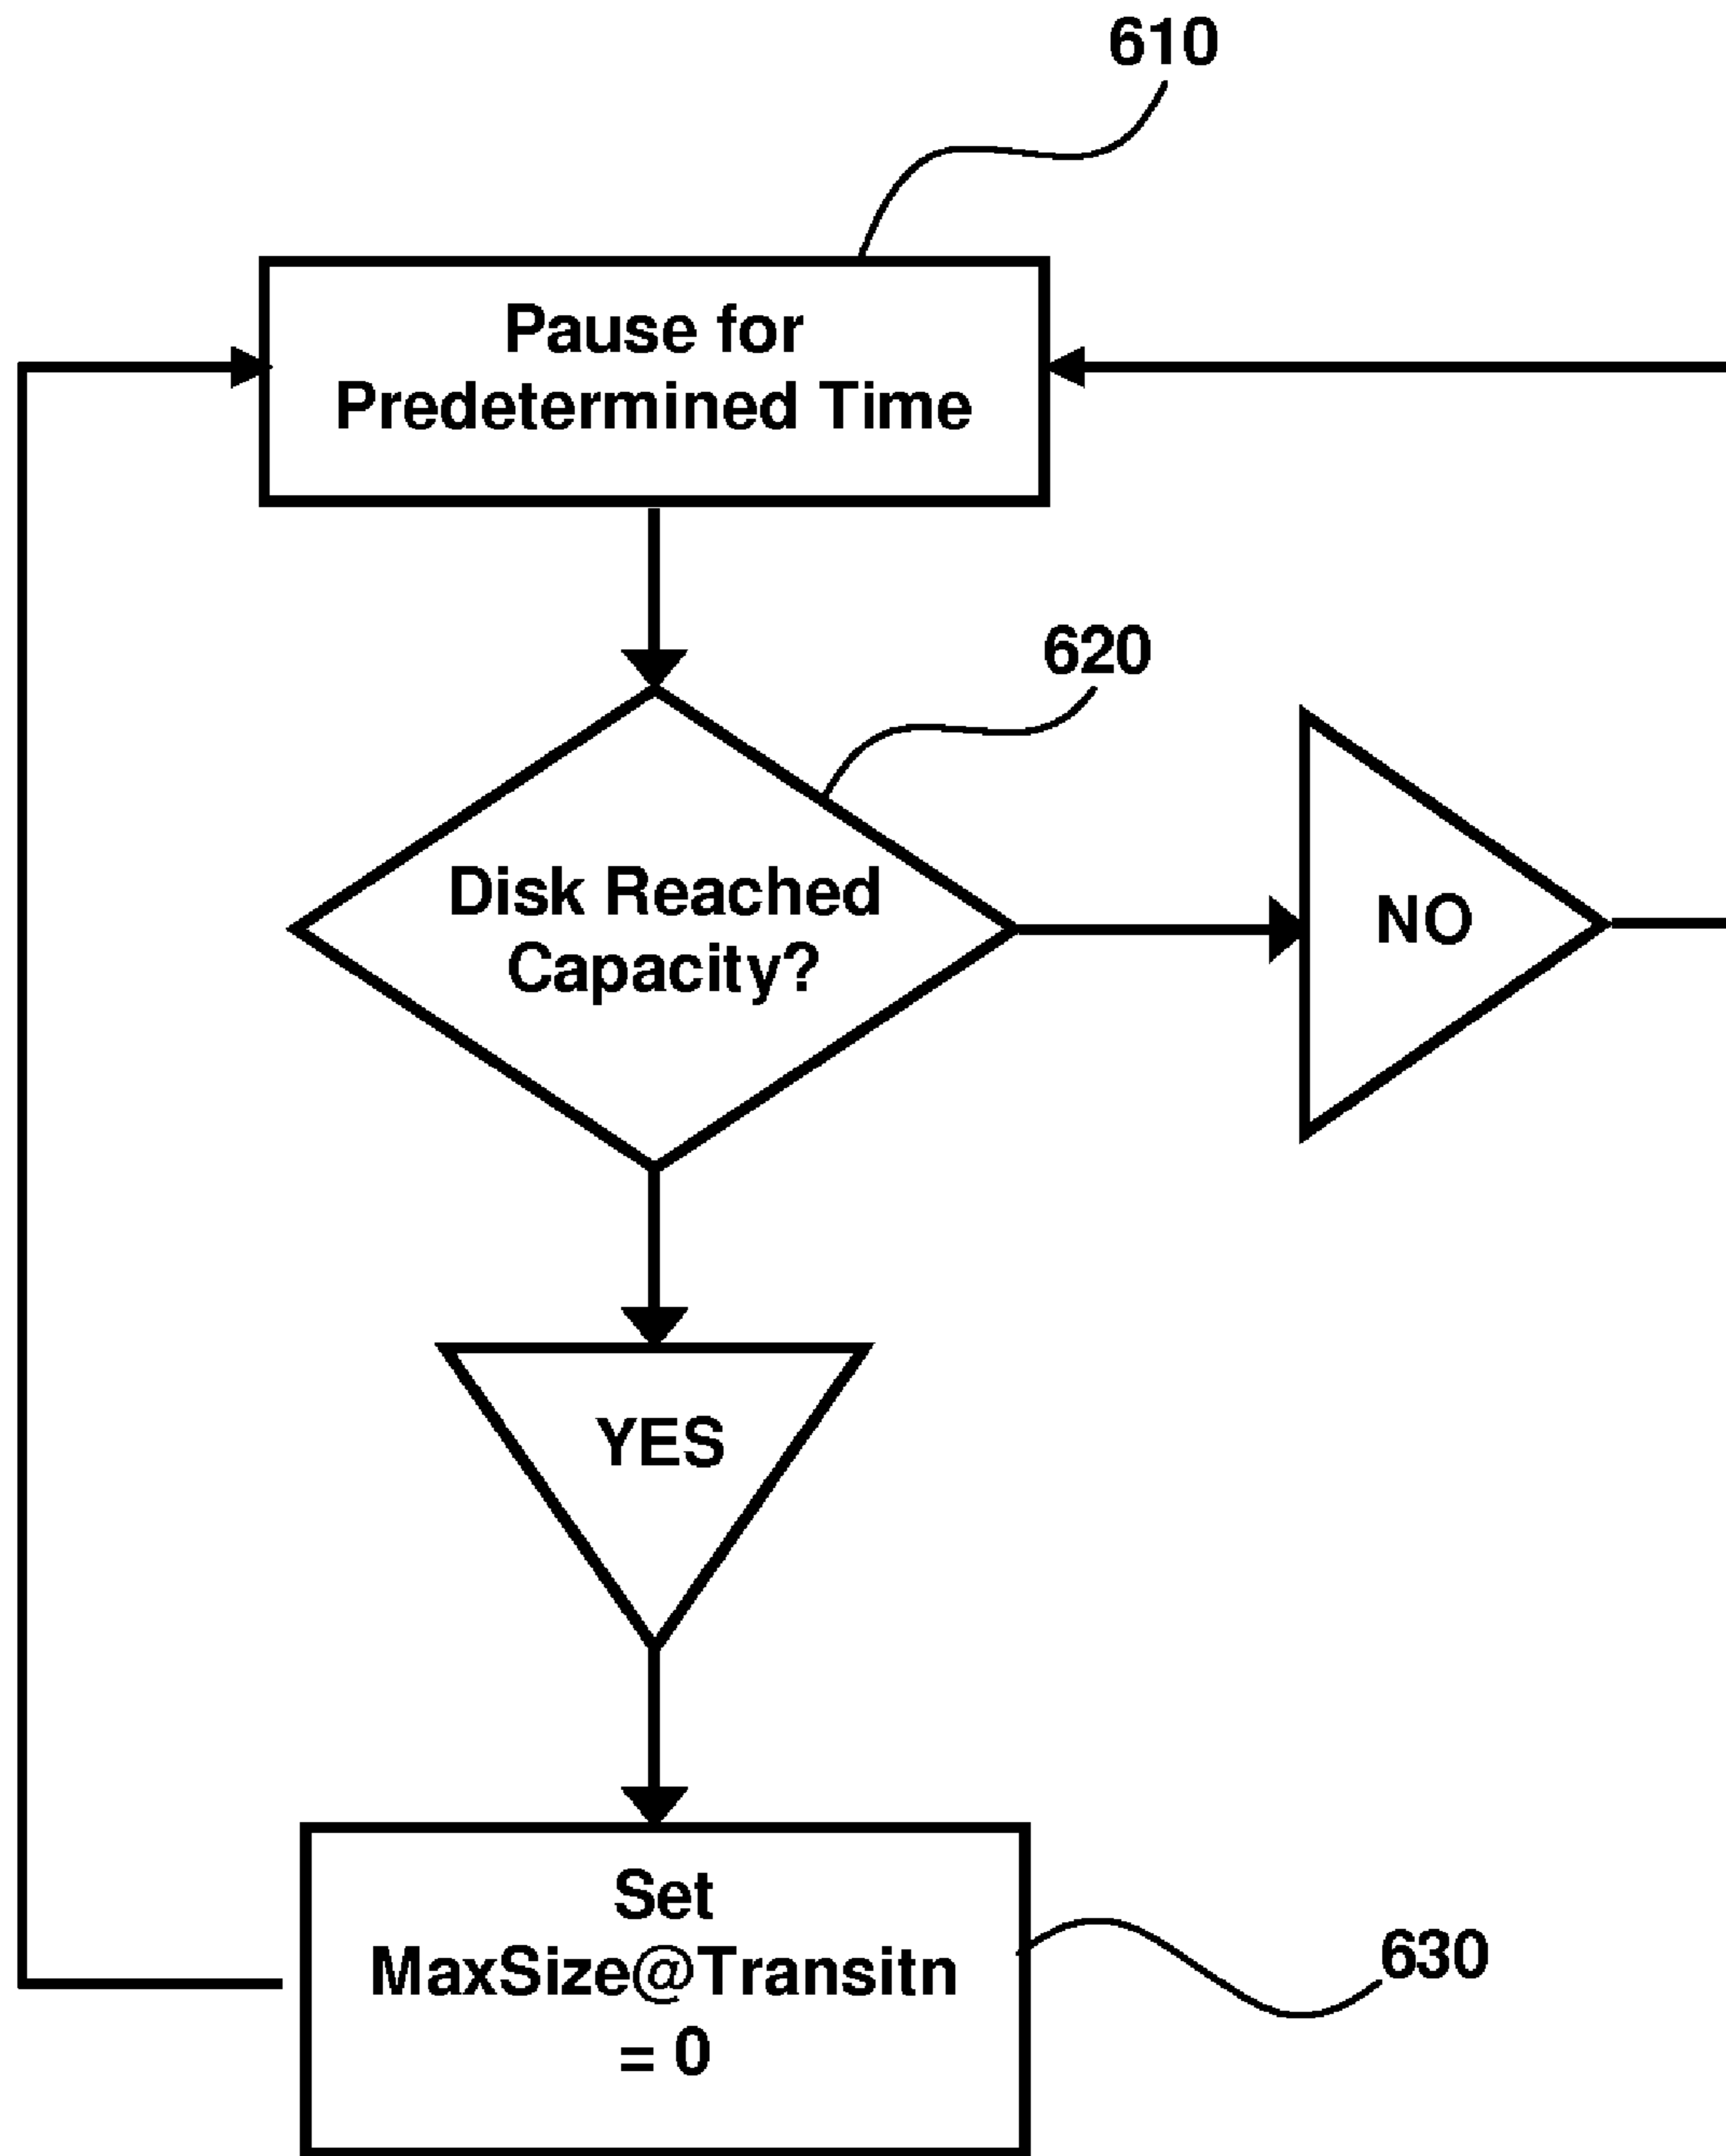 610
Pause for
Predetermined Time
620
Disk Reached
Capacity?
NO
YES
Set
MaxSize@Transitn
= 0
630